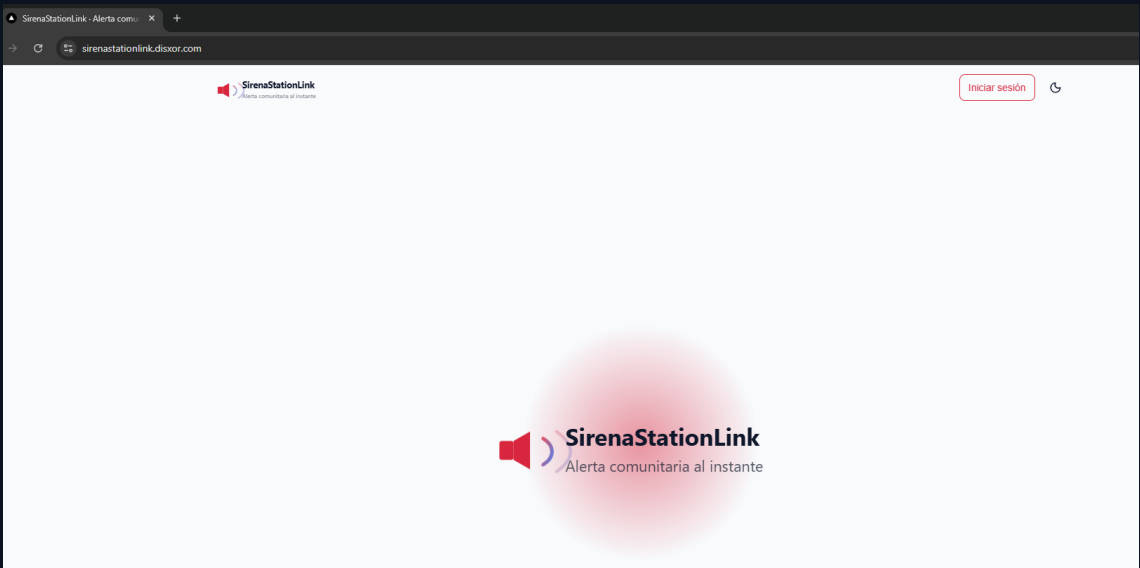 SirenaStationLink · Alerta comu
sirenastationlink.disxor.com
SirenaStationLink
Alerta comunitaria al instante
Iniciar sesión
SirenaStationLink
Alerta comunitaria al instante